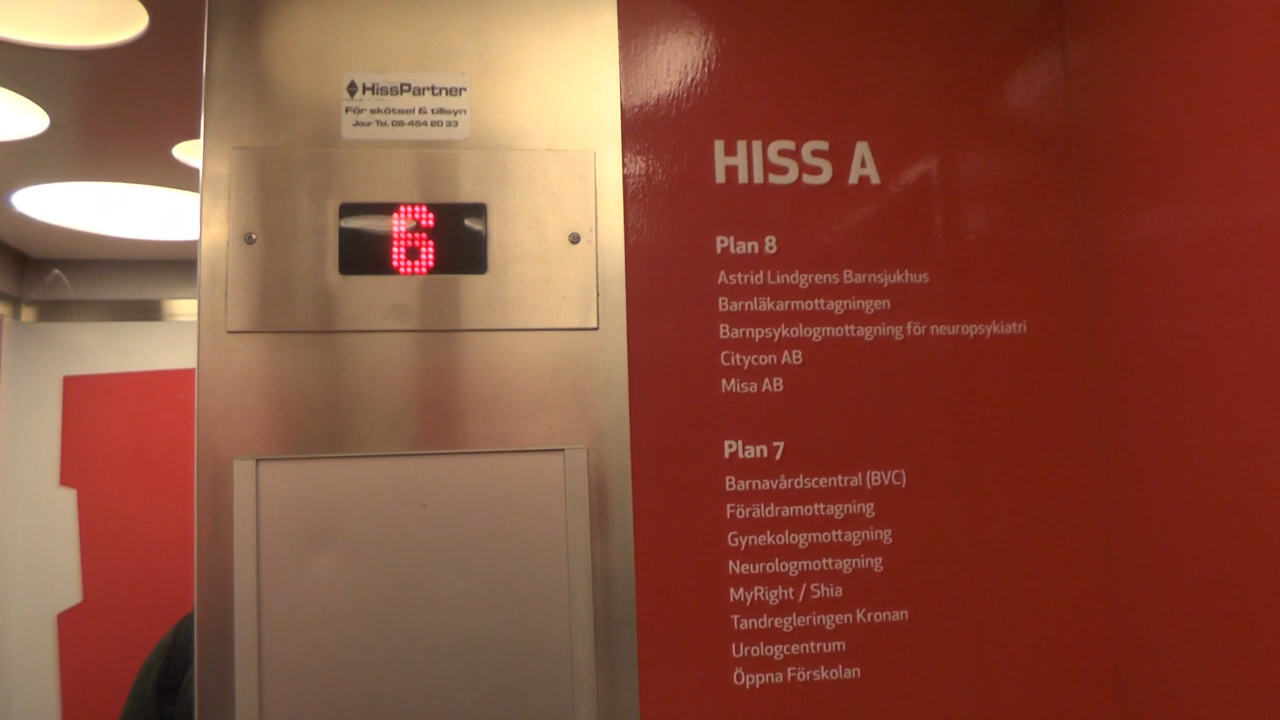 HissPartner
För skötsel & tillsyn
Jour Tel. 08-454 20 33
6
HISS A
Plan 8
Astrid Lindgrens Barnsjukhus
Barnläkarmottagningen
Barnpsykologmottagning för neuropsykiatri
Citycon AB
Misa AB
Plan 7
Barnavårdscentral (BVC)
Föräldramottagning
Gynekologmottagning
Neurologmottagning
MyRight / Shia
Tandregleringen Kronan
Urologcentrum
Öppna Förskolan